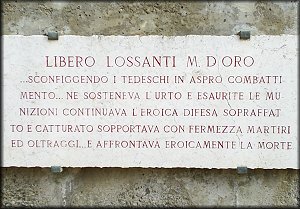 LIBERO LOSSANTI M. D'ORO
...SCONFIGGENDO I TEDESCHI IN ASPRO COMBATTI
MENTO... NE SOSTENEVA L'URTO E ESAURITE LE MU
NIZIONI CONTINUAVA L'EROICA DIFESA SOPRAFFAT
TO E CATTURATO SOPPORTAVA CON FERMEZZA MARTIRI
ED OLTRAGGI...E AFFRONTAVA EROICAMENTE LA MORTE